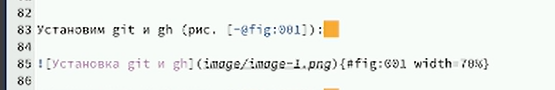 82
83 Установим git и gh (рис. [-@fig:001]):
84
85 ![Установка git и gh](image/image-1.png){#fig:001 width=70%}
86